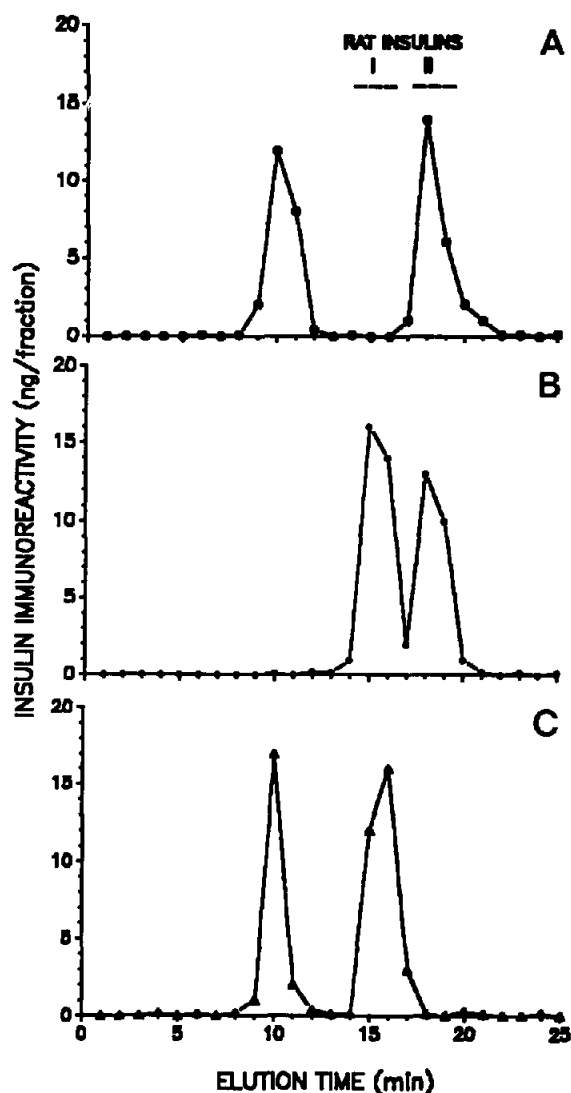 20
15
10
5
0
RAT INSULINS
I II
A
20
15
10
5
0
B
20
15
10
5
0
C
0 5 10 15 20 25
INSULIN IMMUNOREACTIVITY (ng/fraction)
ELUTION TIME (min)